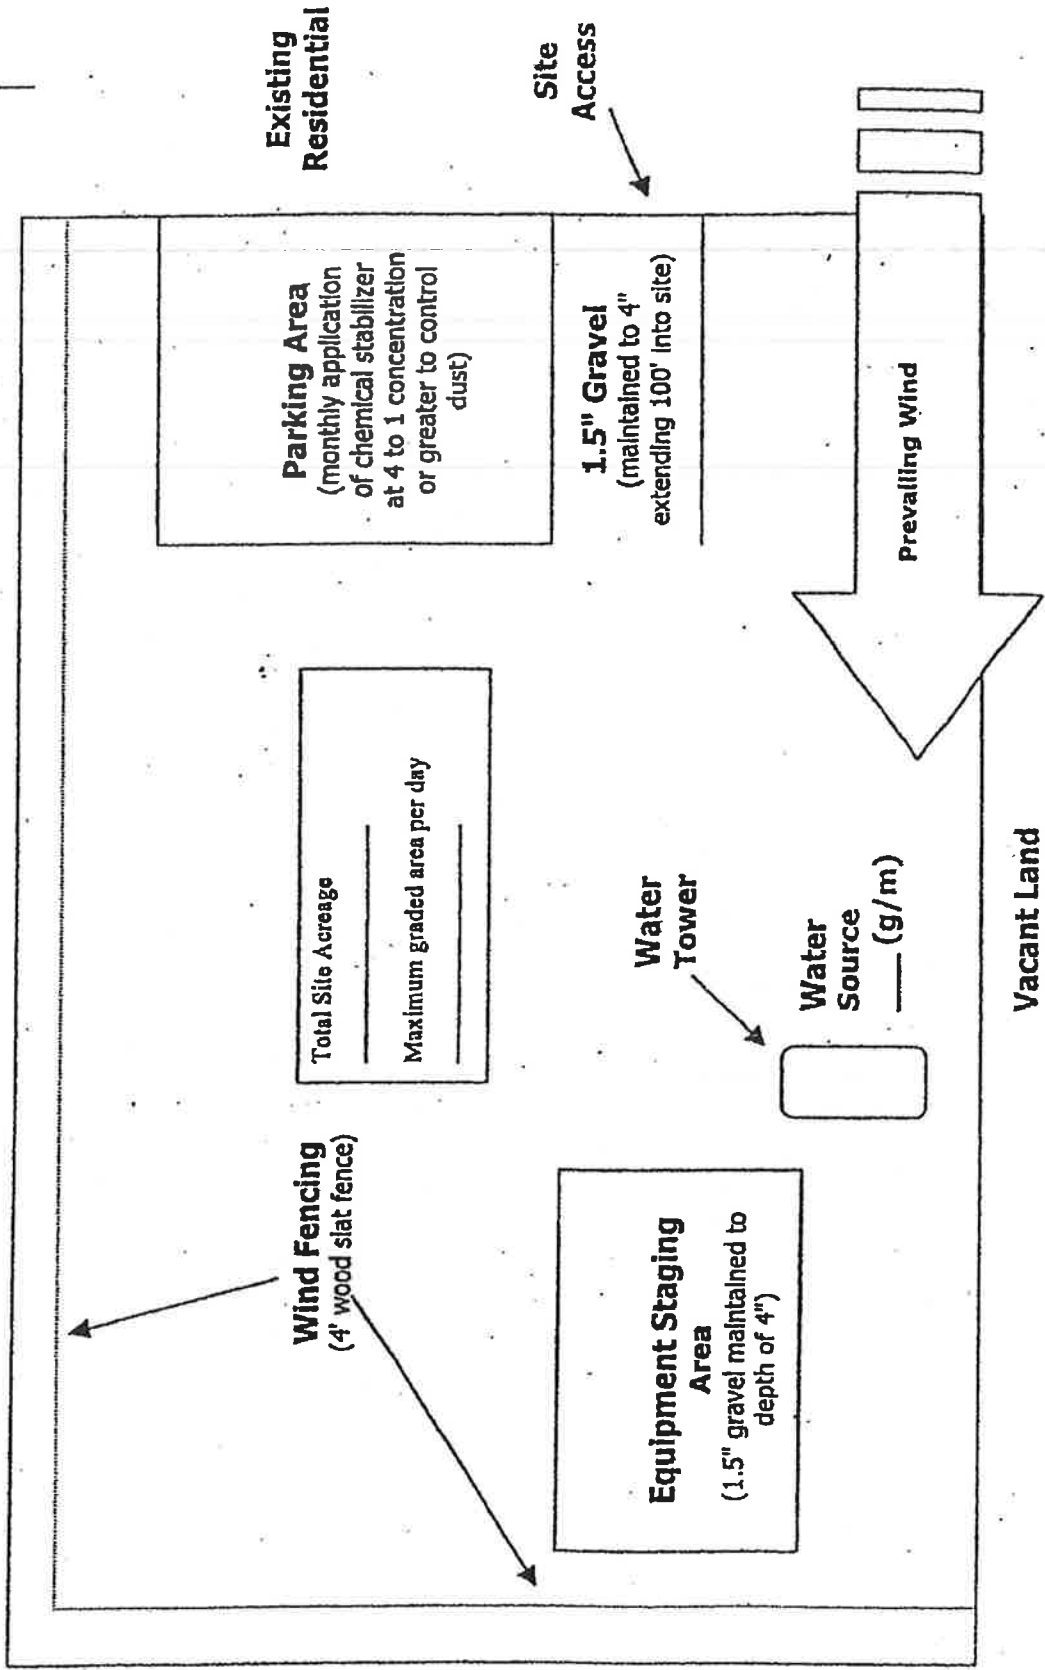 Existing
Residential
Site
Access
Parking Area
(monthly application
of chemical stabilizer
at 4 to 1 concentration
or greater to control
dust)
1.5" Gravel
(maintained to 4"
extending 100' into site)
Prevailing Wind
Total Site Acreage
Maximum graded area per day
Water
Tower
Water
Source
____ (g/m)
Vacant Land
Wind Fencing
(4' wood slat fence)
Equipment Staging
Area
(1.5" gravel maintained to
depth of 4")